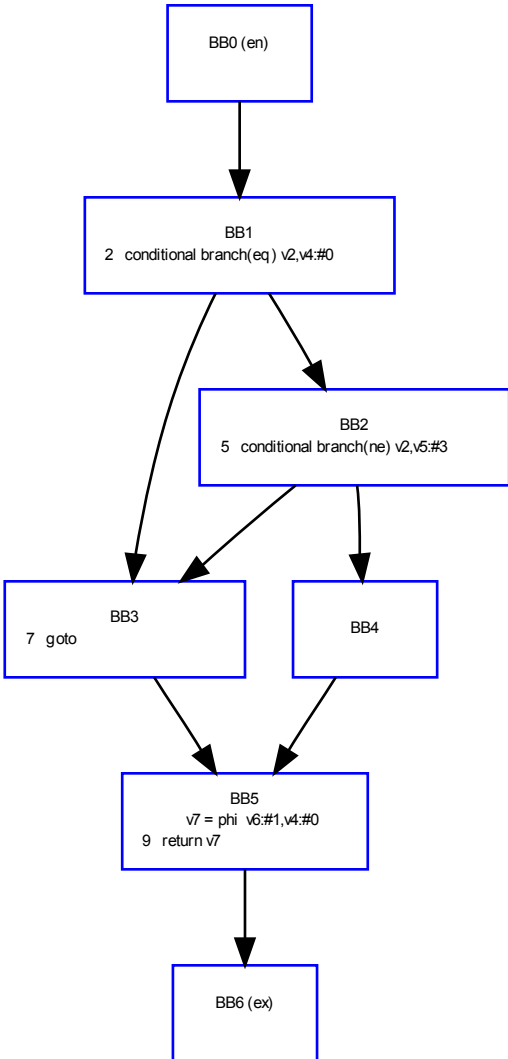 BB0 (en)
BB1
2 conditional branch(eq) v2,v4:#0
BB2
5 conditional branch(ne) v2,v5:#3
BB3
7 goto
BB4
BB5
v7 = phi v6:#1,v4:#0
9 return v7
BB6 (ex)